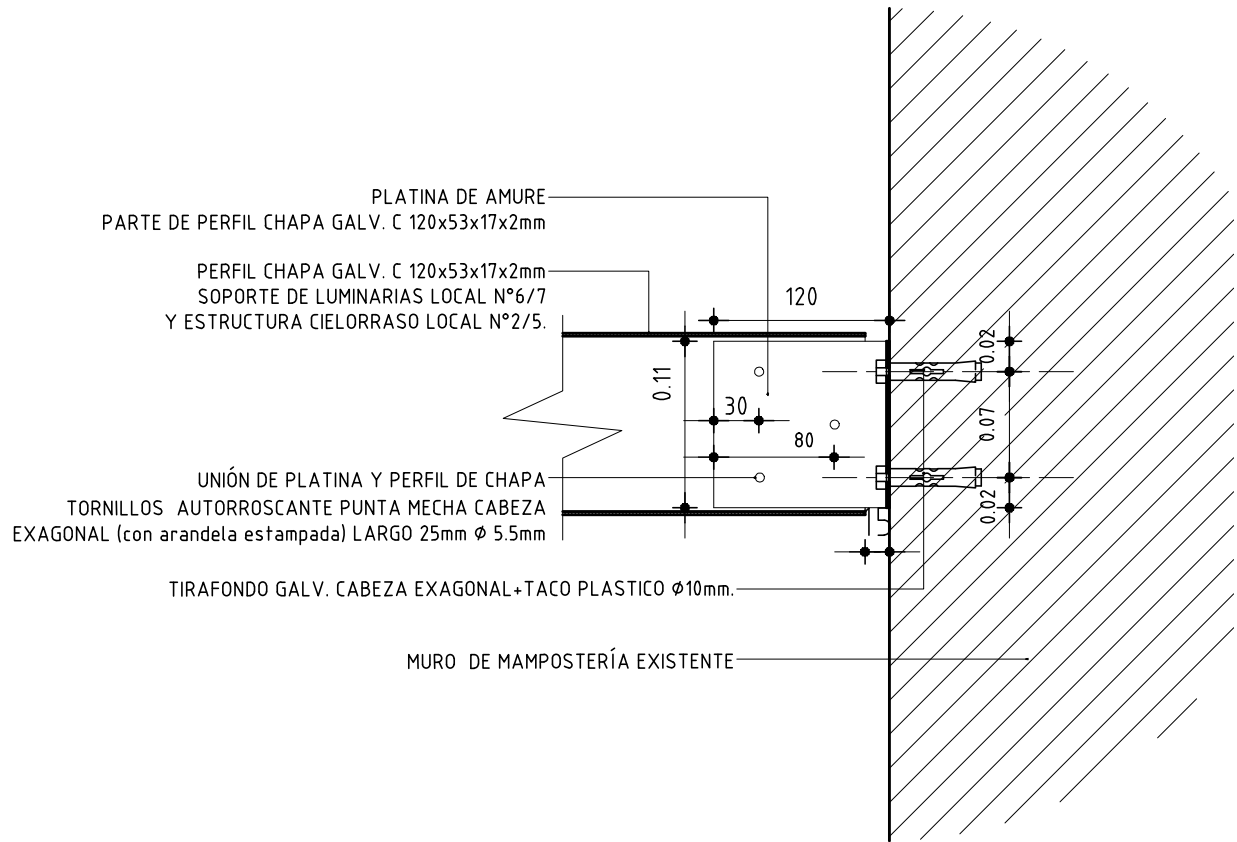 PLATINA DE AMURE
PARTE DE PERFIL CHAPA GALV. C 120x53x17x2mm
PERFIL CHAPA GALV. C 120x53x17x2mm
SOPORTE DE LUMINARIAS LOCAL N°6/7
Y ESTRUCTURA CIELORRASO LOCAL N°2/5.
120
0.02
0.11
30
0.07
80
UNIÓN DE PLATINA Y PERFIL DE CHAPA
TORNILLOS AUTORROSCANTE PUNTA MECHA CABEZA
EXAGONAL (con arandela estampada) LARGO 25mm Ø 5.5mm
0.02
TIRAFONDO GALV. CABEZA EXAGONAL+TACO PLASTICO Ø10mm.
MURO DE MAMPOSTERÍA EXISTENTE